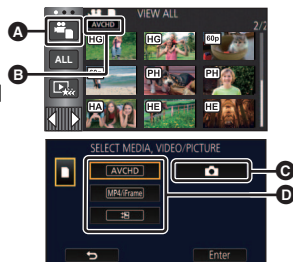 A
VIEW ALL
AVCHD
2/2
B
HG
HG
60p
ALL
PH
PH
HA
HE
HE
SELECT MEDIA, VIDEO/PICTURE
AVCHD
C
MP4/iFrame
D
Enter